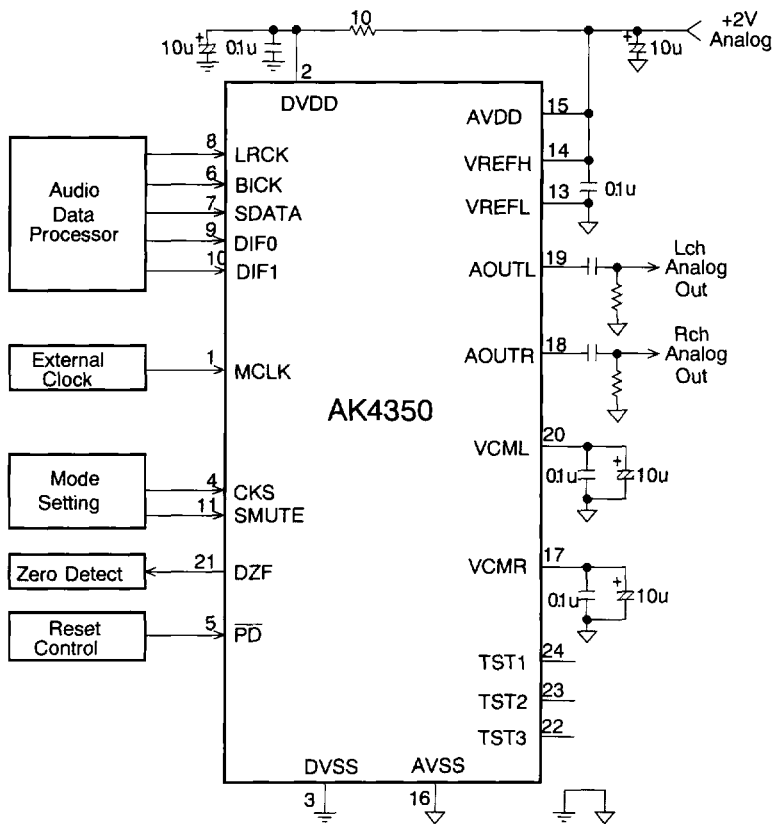 10
+2V
Analog
10u + 0.1u
+ 10u
2
DVDD
AVDD 15
VREFH 14
VREFL 13
0.1u
Audio
Data
Processor
8 LRCK
6 BICK
7 SDATA
9 DIF0
10 DIF1
AOUTL 19
Lch
Analog
Out
AOUTR 18
Rch
Analog
Out
External
Clock
1 MCLK
AK4350
VCML 20
0.1u + 10u
Mode
Setting
4 CKS
11 SMUTE
Zero Detect
21 DZF
VCMR 17
0.1u + 10u
Reset
Control
5 PD
TST1 24
TST2 23
TST3 22
DVSS AVSS
3 16